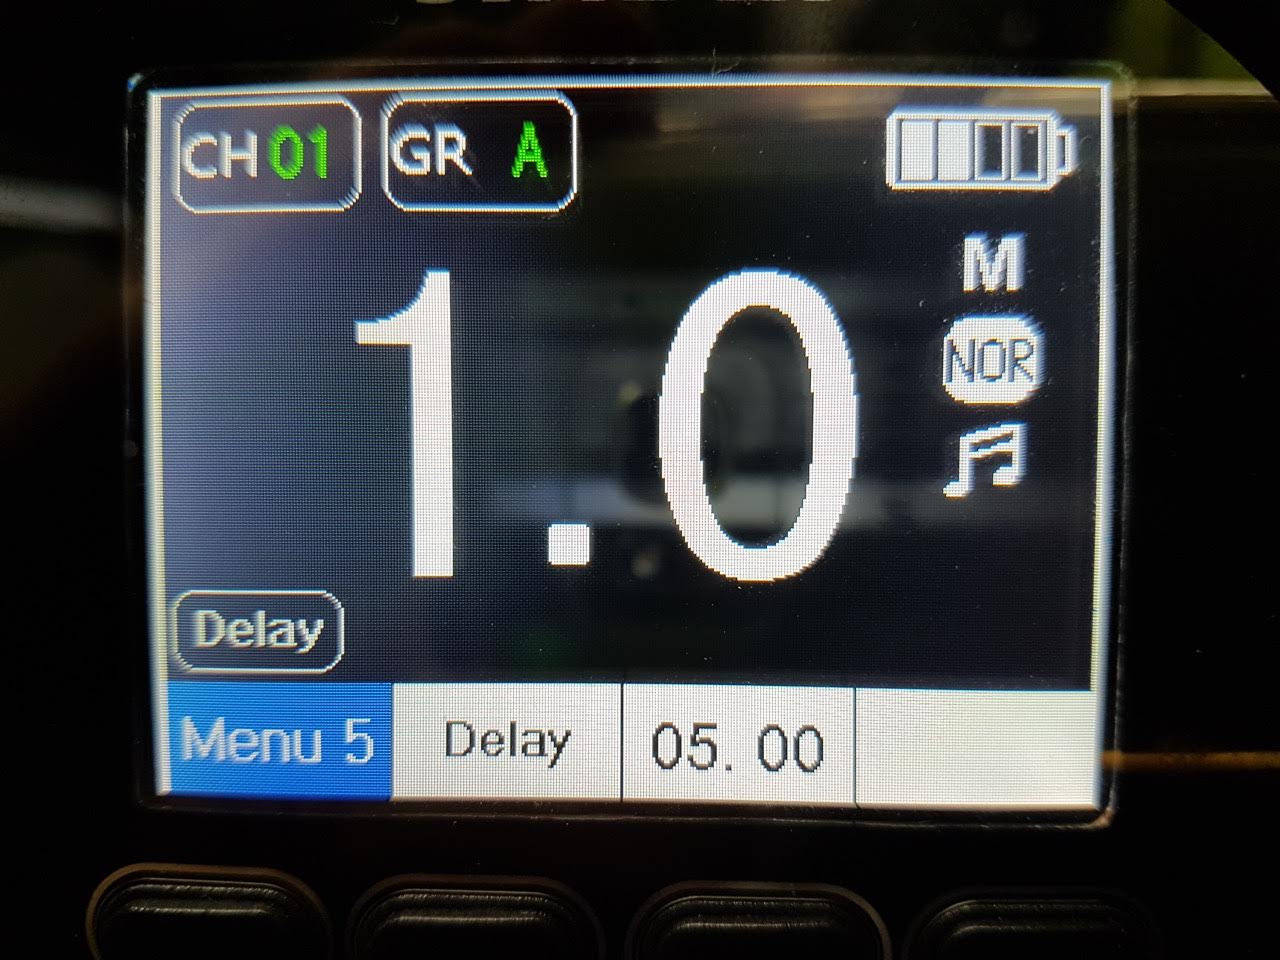 CH 01 GR A
M
1.0
NOR
Delay
Menu 5 Delay 05. 00